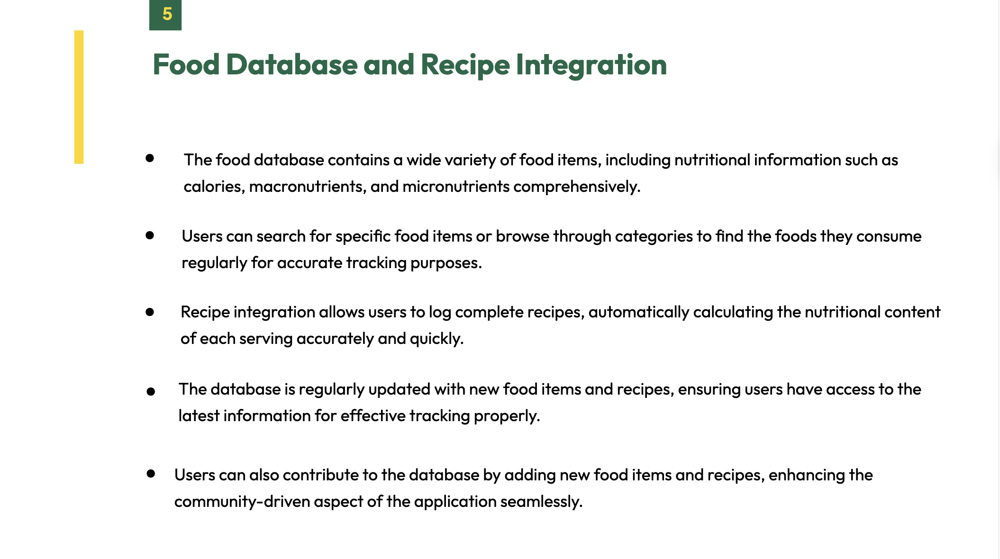 5
Food Database and Recipe Integration
● The food database contains a wide variety of food items, including nutritional information such as
calories, macronutrients, and micronutrients comprehensively.
● Users can search for specific food items or browse through categories to find the foods they consume
regularly for accurate tracking purposes.
● Recipe integration allows users to log complete recipes, automatically calculating the nutritional content
of each serving accurately and quickly.
● The database is regularly updated with new food items and recipes, ensuring users have access to the
latest information for effective tracking properly.
● Users can also contribute to the database by adding new food items and recipes, enhancing the
community-driven aspect of the application seamlessly.